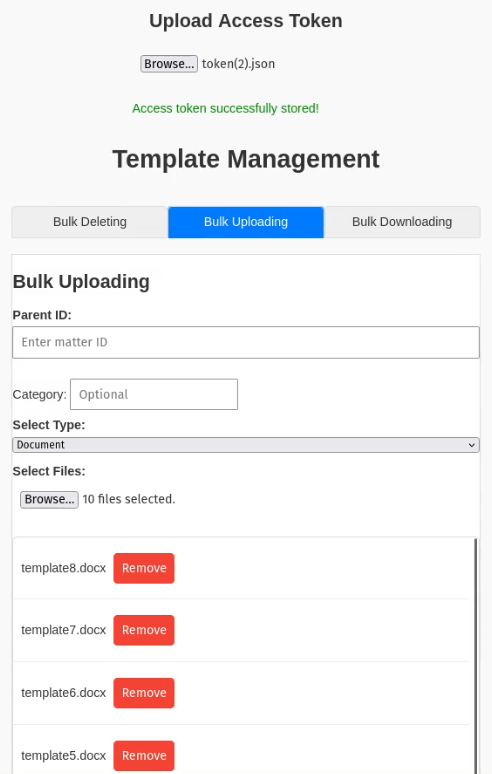 Upload Access Token
Browse... token(2).json
Access token successfully stored!
Template Management
Bulk Deleting Bulk Uploading Bulk Downloading
Bulk Uploading
Parent ID:
Enter matter ID
Category: Optional
Select Type:
Document
Select Files:
Browse... 10 files selected.
template8.docx Remove
template7.docx Remove
template6.docx Remove
template5.docx Remove